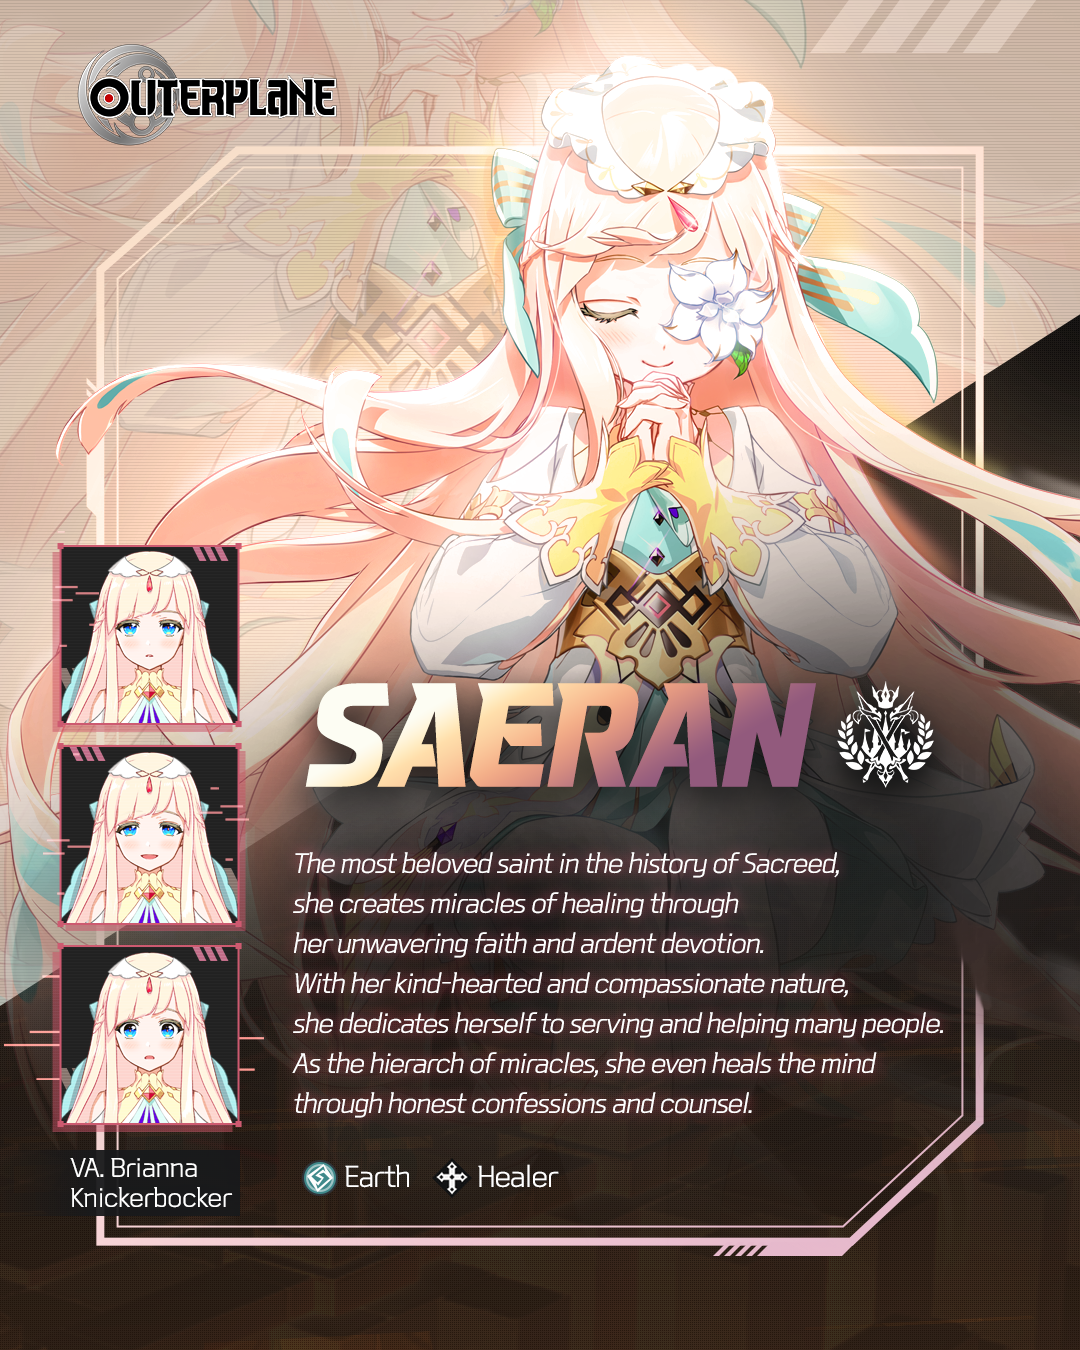 OUTERPLANE
SAERAN
The most beloved saint in the history of Sacreed,
she creates miracles of healing through
her unwavering faith and ardent devotion.
With her kind-hearted and compassionate nature,
she dedicates herself to serving and helping many people.
As the hierarch of miracles, she even heals the mind
through honest confessions and counsel.
VA. Brianna
Knickerbocker
Earth Healer